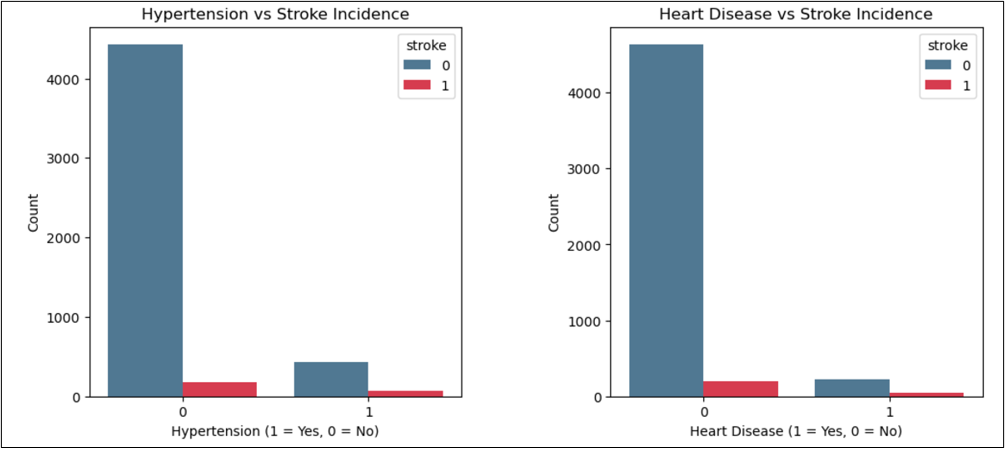 Hypertension vs Stroke Incidence
stroke
0
1
4000
3000
2000
1000
0
Count
0 1
Hypertension (1 = Yes, 0 = No)
Heart Disease vs Stroke Incidence
stroke
0
1
4000
3000
2000
1000
0
Count
0 1
Heart Disease (1 = Yes, 0 = No)